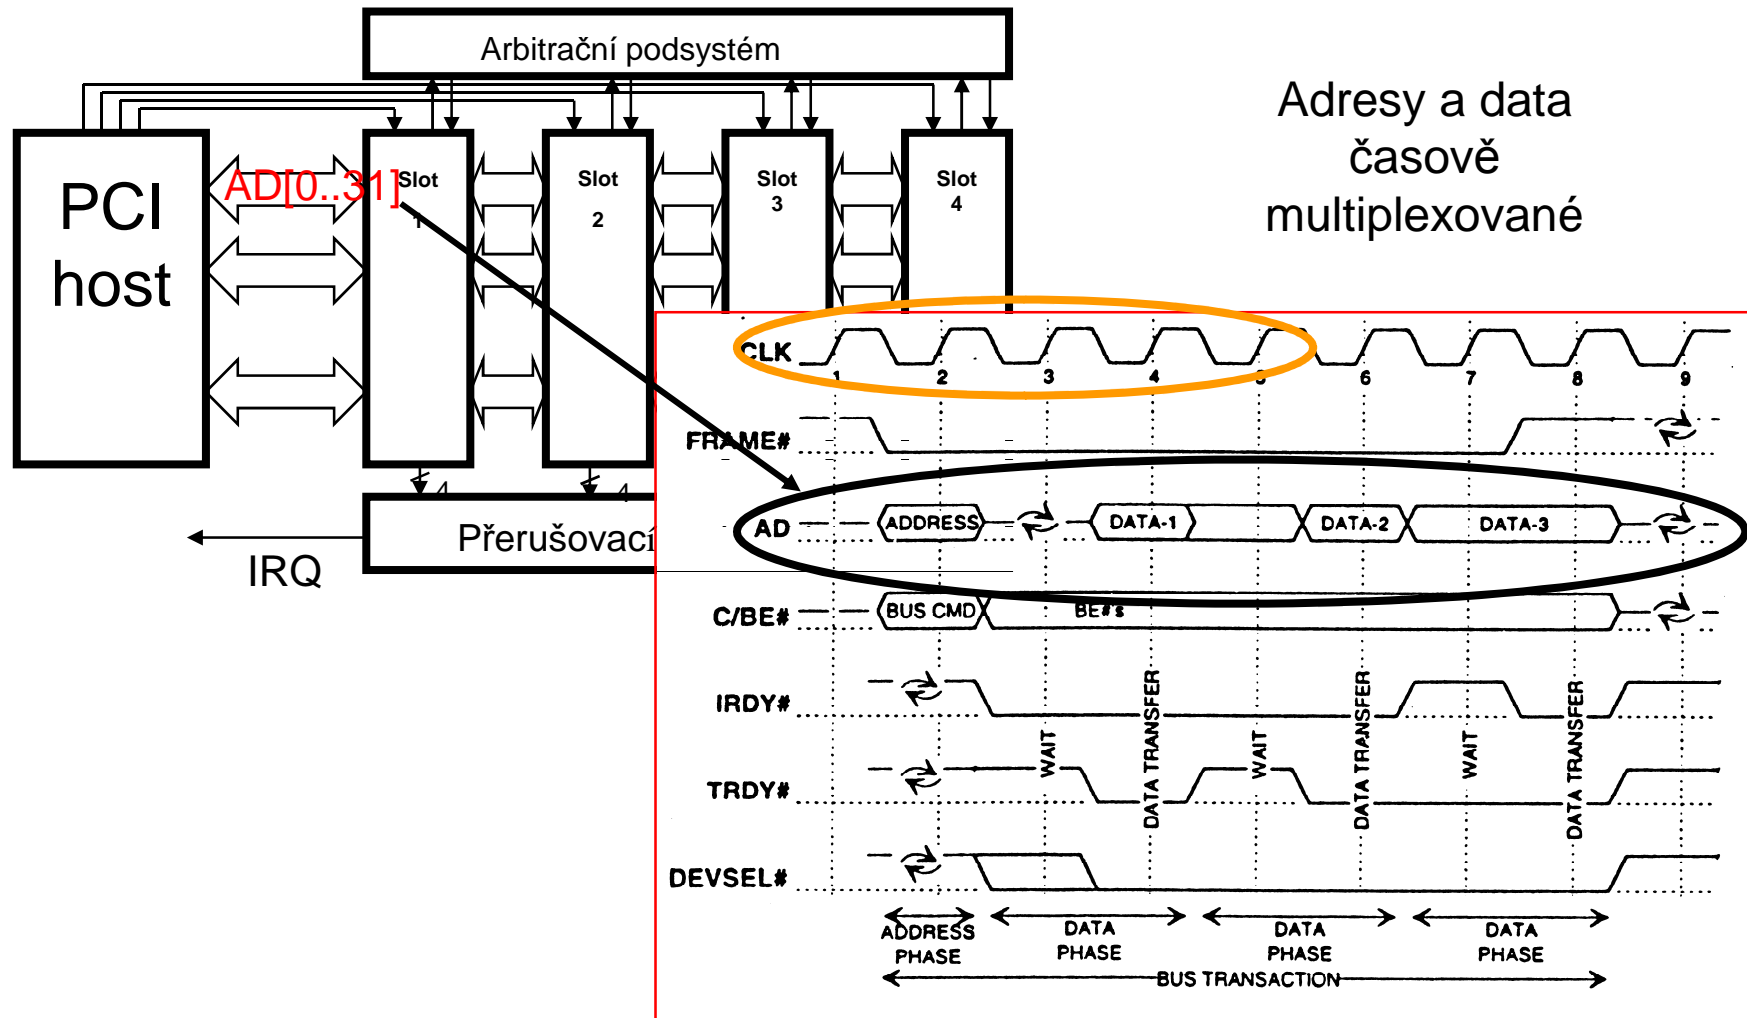 Arbitrační podsystém
Adresy a data
časově
multiplexované
PCI
host
AD[0..31]
Slot
1
Slot
2
Slot
3
Slot
4
4
4
Přerušovací
IRQ
CLK
1 2 3 4 5 6 7 8 9
FRAME#
AD
ADDRESS DATA-1 DATA-2 DATA-3
C/BE#
BUS CMD BE#'s
IRDY#
TRDY#
WAIT
DATA TRANSFER
WAIT
DATA TRANSFER
WAIT
DATA TRANSFER
DEVSEL#
ADDRESS
PHASE
DATA
PHASE
DATA
PHASE
DATA
PHASE
BUS TRANSACTION